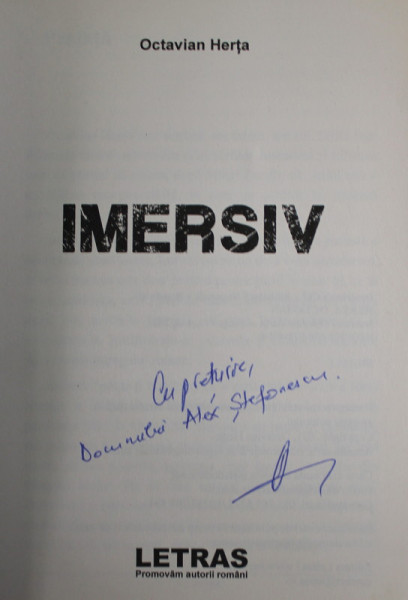 Octavian Herța
IMERSIV
Cu prețuire,
Domnului Alex Ștefănescu.
LETRAS
Promovăm autorii români